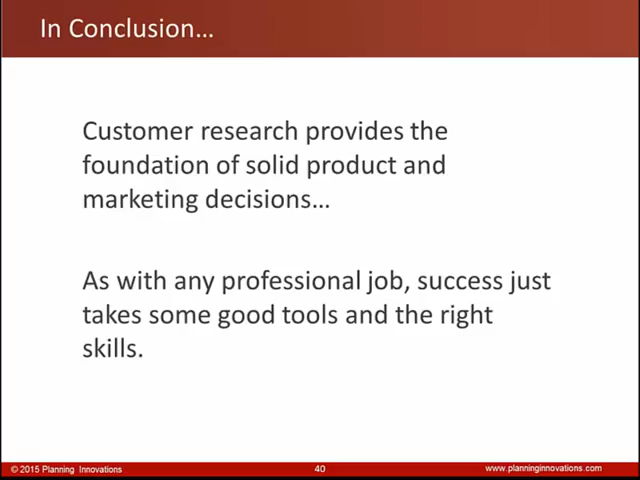 In Conclusion…
Customer research provides the
foundation of solid product and
marketing decisions…
As with any professional job, success just
takes some good tools and the right
skills.
© 2015 Planning Innovations
40
www.planninginnovations.com